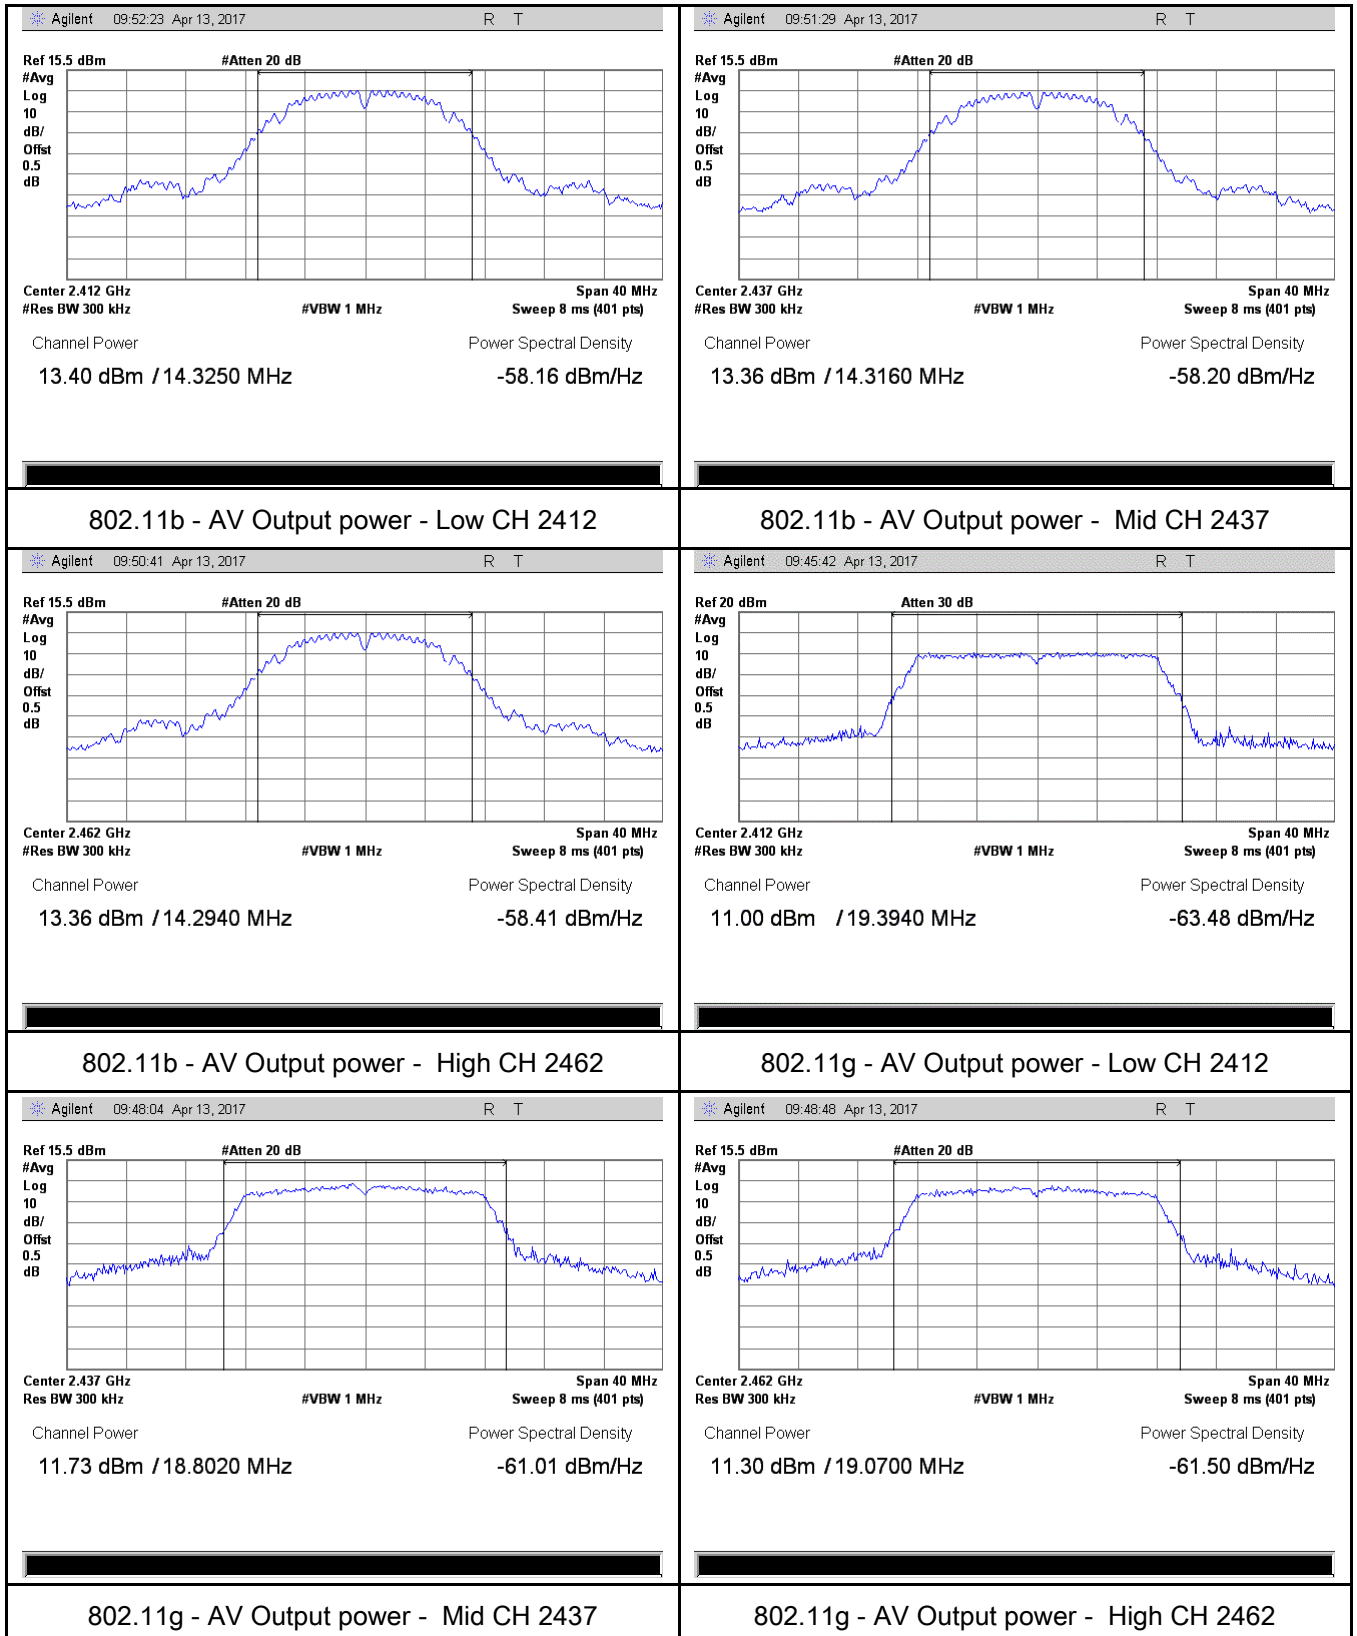 Agilent 09:52:23 Apr 13, 2017 R T
Ref 15.5 dBm #Atten 20 dB
#Avg
Log
10
dB/
Offst
0.5
dB
Center 2.412 GHz Span 40 MHz
#Res BW 300 kHz #VBW 1 MHz Sweep 8 ms (401 pts)
Channel Power Power Spectral Density
13.40 dBm / 14.3250 MHz -58.16 dBm/Hz
802.11b - AV Output power - Low CH 2412
Agilent 09:51:29 Apr 13, 2017 R T
Ref 15.5 dBm #Atten 20 dB
#Avg
Log
10
dB/
Offst
0.5
dB
Center 2.437 GHz Span 40 MHz
#Res BW 300 kHz #VBW 1 MHz Sweep 8 ms (401 pts)
Channel Power Power Spectral Density
13.36 dBm / 14.3160 MHz -58.20 dBm/Hz
802.11b - AV Output power - Mid CH 2437
Agilent 09:50:41 Apr 13, 2017 R T
Ref 15.5 dBm #Atten 20 dB
#Avg
Log
10
dB/
Offst
0.5
dB
Center 2.462 GHz Span 40 MHz
#Res BW 300 kHz #VBW 1 MHz Sweep 8 ms (401 pts)
Channel Power Power Spectral Density
13.36 dBm / 14.2940 MHz -58.41 dBm/Hz
802.11b - AV Output power - High CH 2462
Agilent 09:45:42 Apr 13, 2017 R T
Ref 20 dBm Atten 30 dB
#Avg
Log
10
dB/
Offst
0.5
dB
Center 2.412 GHz Span 40 MHz
#Res BW 300 kHz #VBW 1 MHz Sweep 8 ms (401 pts)
Channel Power Power Spectral Density
11.00 dBm / 19.3940 MHz -63.48 dBm/Hz
802.11g - AV Output power - Low CH 2412
Agilent 09:48:04 Apr 13, 2017 R T
Ref 15.5 dBm #Atten 20 dB
#Avg
Log
10
dB/
Offst
0.5
dB
Center 2.437 GHz Span 40 MHz
Res BW 300 kHz #VBW 1 MHz Sweep 8 ms (401 pts)
Channel Power Power Spectral Density
11.73 dBm / 18.8020 MHz -61.01 dBm/Hz
802.11g - AV Output power - Mid CH 2437
Agilent 09:48:48 Apr 13, 2017 R T
Ref 15.5 dBm #Atten 20 dB
#Avg
Log
10
dB/
Offst
0.5
dB
Center 2.462 GHz Span 40 MHz
Res BW 300 kHz #VBW 1 MHz Sweep 8 ms (401 pts)
Channel Power Power Spectral Density
11.30 dBm / 19.0700 MHz -61.50 dBm/Hz
802.11g - AV Output power - High CH 2462